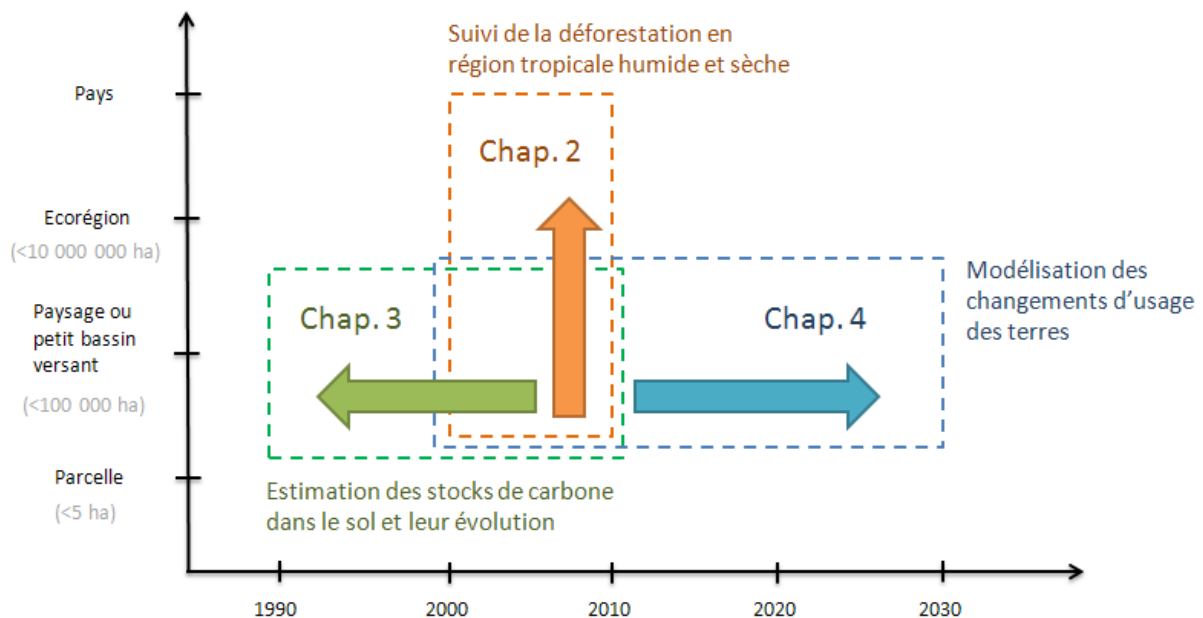 Suivi de la déforestation en
région tropicale humide et sèche
Pays
Chap. 2
Ecorégion
(<10 000 000 ha)
Paysage ou
petit bassin
versant
(<100 000 ha)
Chap. 3
Chap. 4
Modélisation des
changements d’usage
des terres
Parcelle
(<5 ha)
Estimation des stocks de carbone
dans le sol et leur évolution
1990
2000
2010
2020
2030